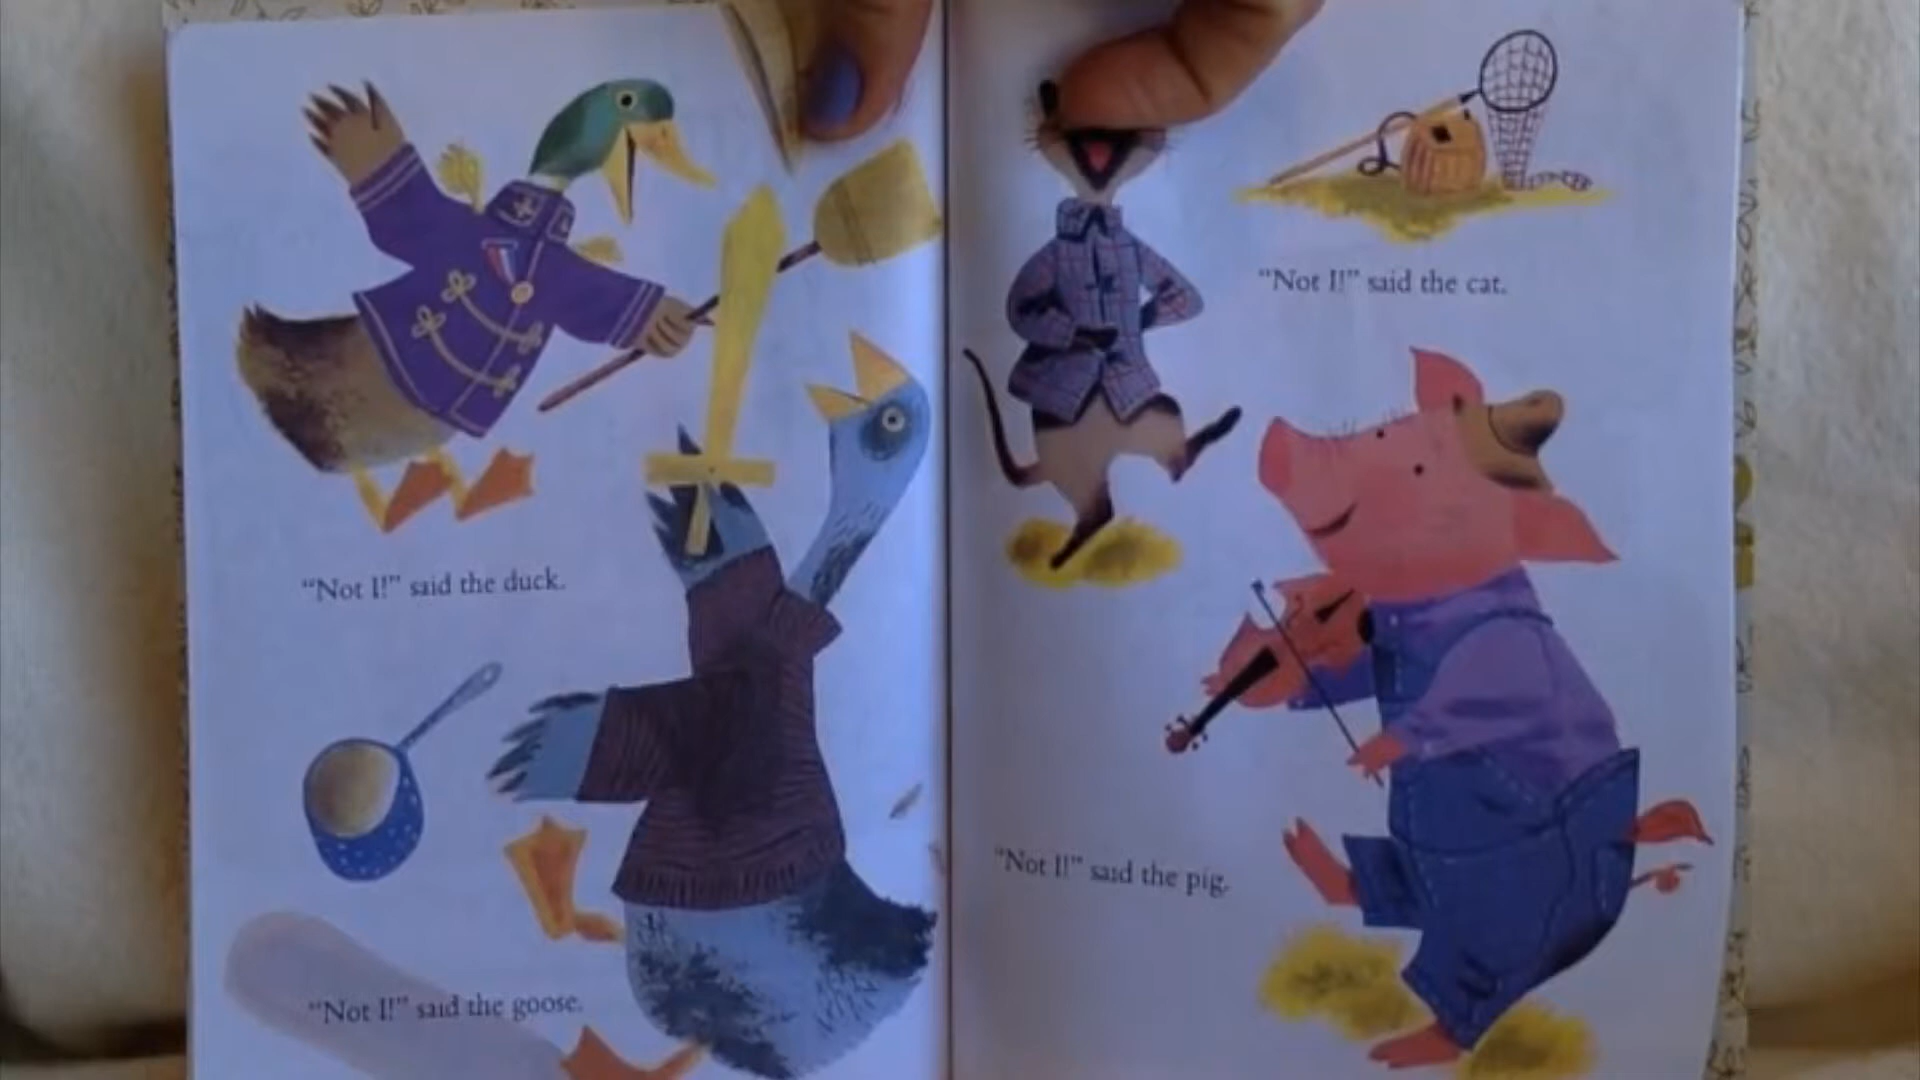 “Not I!” said the duck.
“Not I!” said the goose.
“Not I!” said the cat.
“Not I!” said the pig.